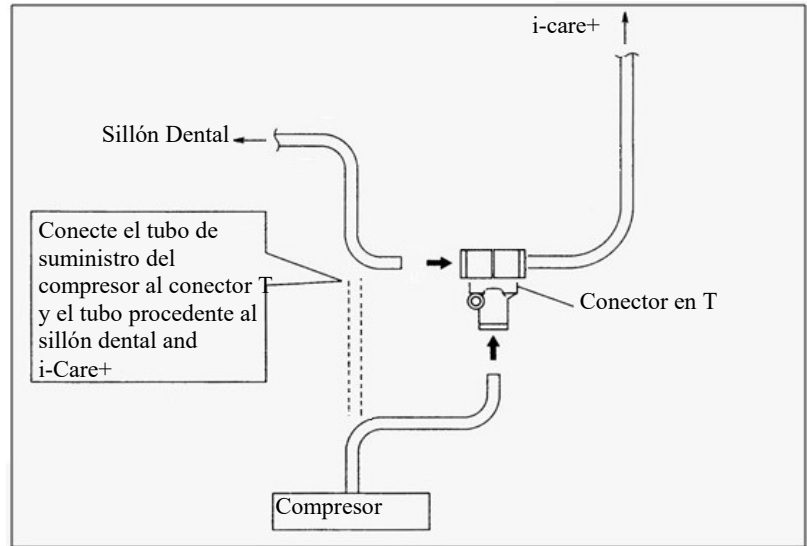 i-care+
Sillón Dental
Conecte el tubo de
suministro del
compresor al conector T
y el tubo procedente al
sillón dental and
i-Care+
Conector en T
Compresor